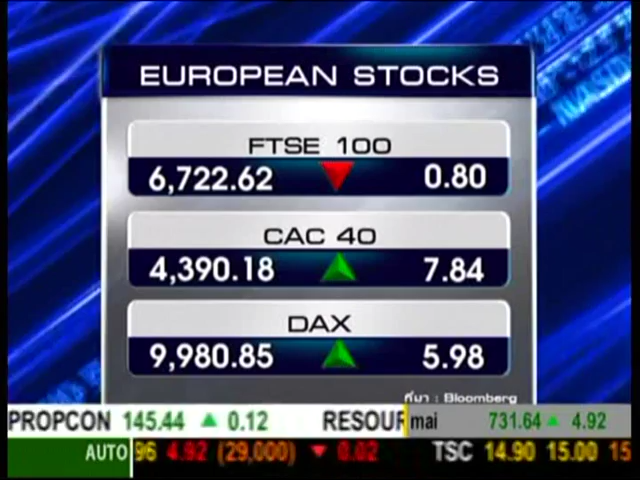 EUROPEAN STOCKS
FTSE 100
6,722.62 ▼ 0.80
CAC 40
4,390.18 ▲ 7.84
DAX
9,980.85 ▲ 5.98
ที่มา : Bloomberg
PROPCON 145.44 ▲ 0.12 RESOUR mai 731.64 ▲ 4.92
AUTO 96 4.92 (29,000) ▼ 0.02 TSC 14.90 15.00 15